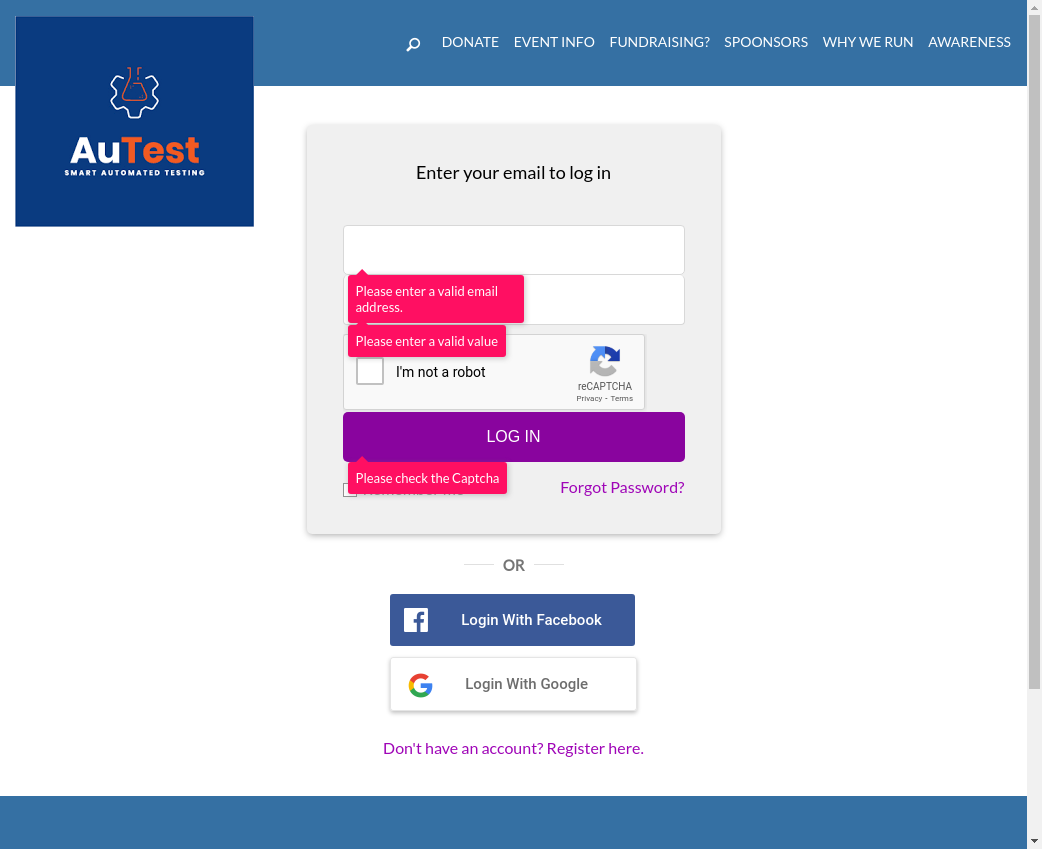 DONATE EVENT INFO FUNDRAISING? SPOONSORS WHY WE RUN AWARENESS
AuTest
SMART AUTOMATED TESTING
Enter your email to log in
Please enter a valid email
address.
Please enter a valid value
I'm not a robot
reCAPTCHA
Privacy - Terms
LOG IN
Please check the Captcha
Forgot Password?
OR
Login With Facebook
Login With Google
Don't have an account? Register here.